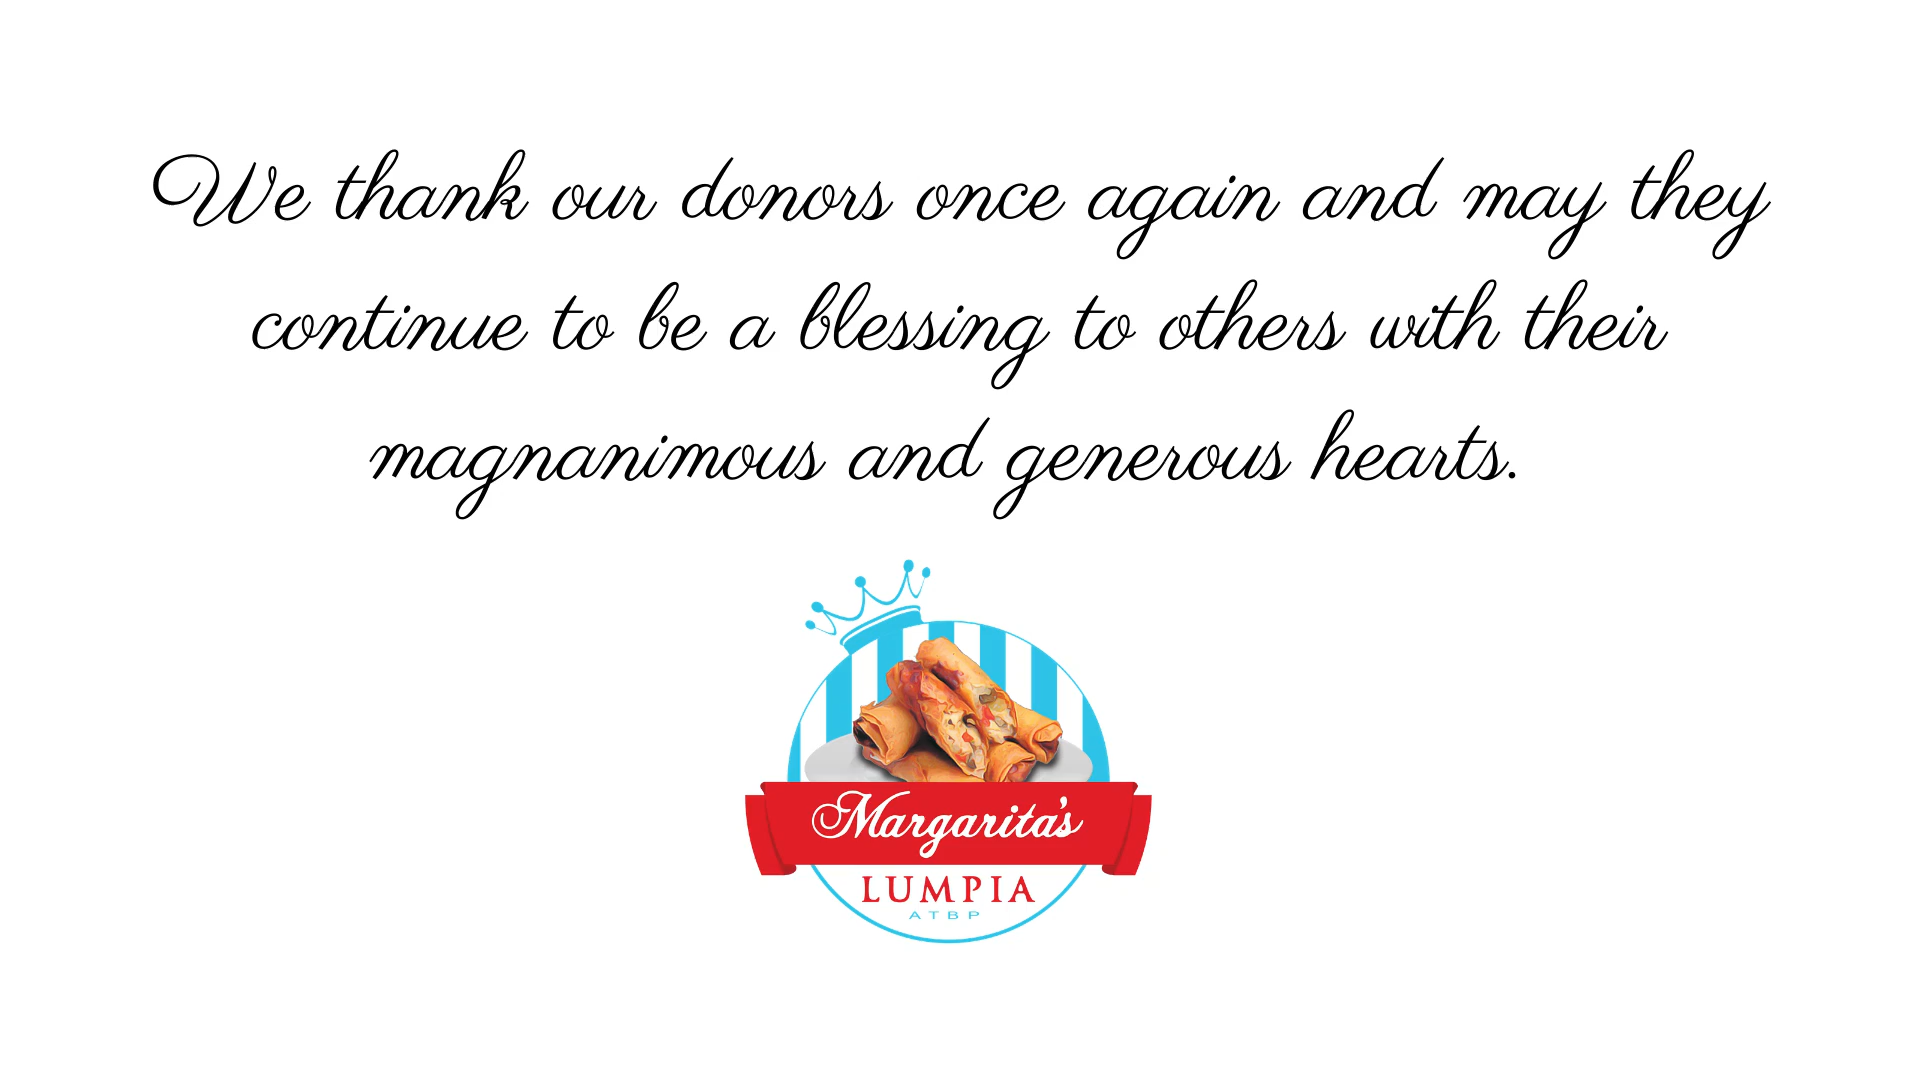 We thank our donors once again and may they
continue to be a blessing to others with their
magnanimous and generous hearts.
Margarita's
LUMPIA
ATBP